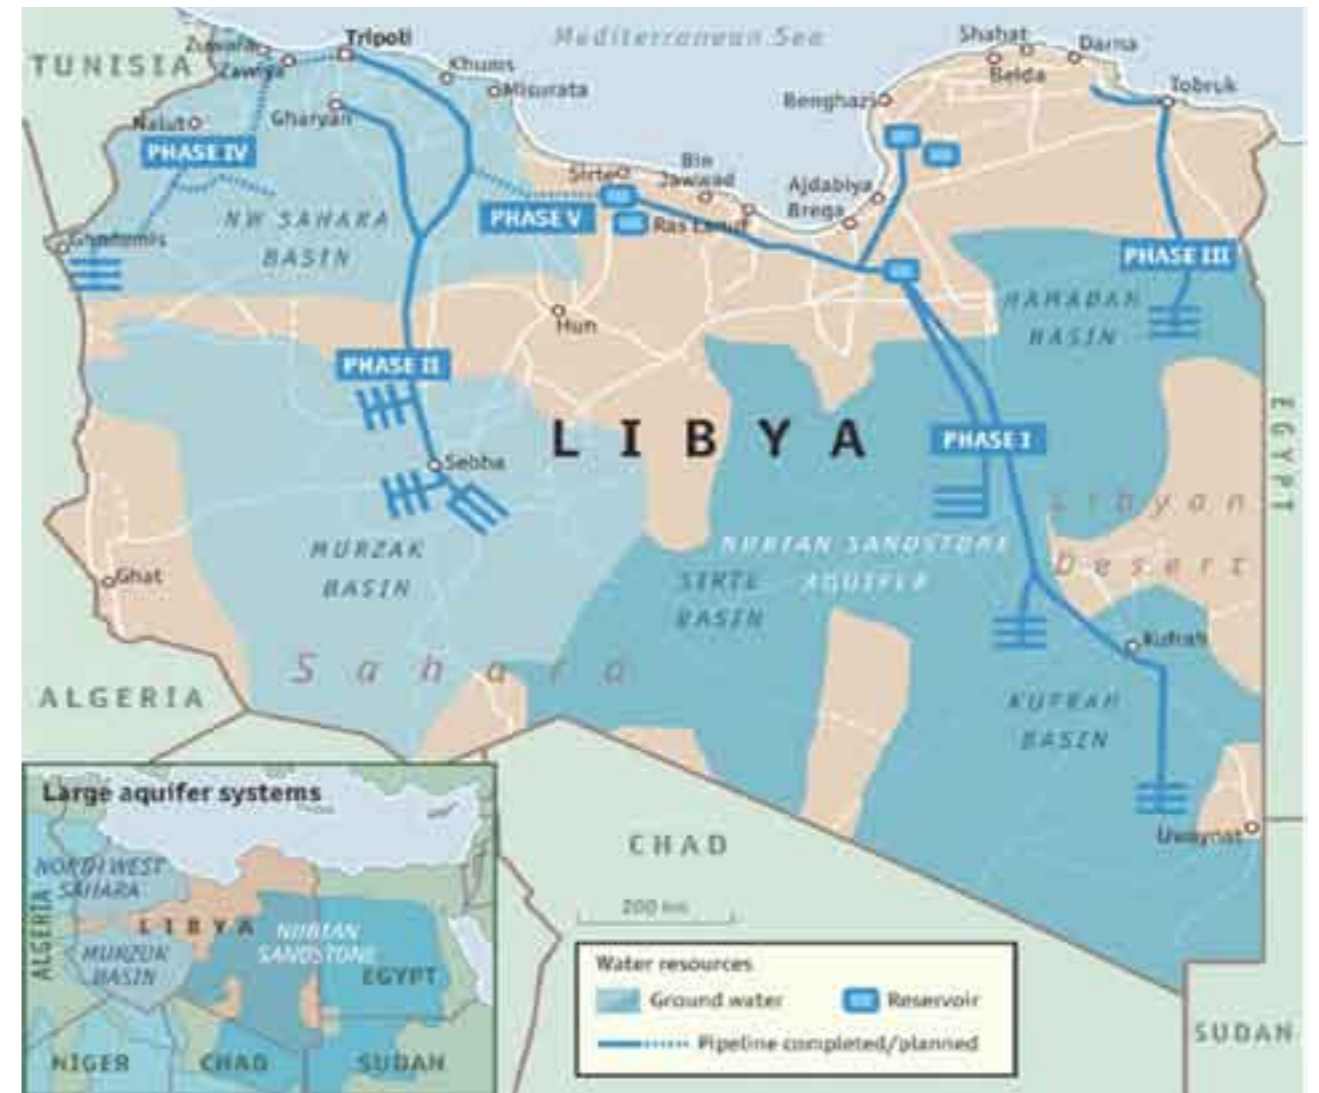 Mediterranean Sea
TUNISIA
Zuwara
Zawiya
Tripoli
Khums
Misurata
Gharyan
Nalut
PHASE IV
Ghadamis
NW SAHARA
BASIN
PHASE V
Sirte
Bin
Jawwad
Ras Lanuf
Ajdabiya
Brega
Benghazi
Shahat
Beida
Darna
Tobruk
PHASE III
HAMADAH
BASIN
Hun
PHASE II
Sebha
LIBYA
PHASE I
EGYPT
Libyan
Desert
MURZAK
BASIN
Ghat
NUBIAN SANDSTONE
AQUIFER
SIRTE
BASIN
Kufrah
KUFRAH
BASIN
Sahara
ALGERIA
Uwaynat
CHAD
SUDAN
200 km
Large aquifer systems
NORTH WEST
SAHARA
ALGERIA
LIBYA
NUBIAN
SANDSTONE
MURZUK
BASIN
EGYPT
NIGER
CHAD
SUDAN
Water resources
Ground water
Reservoir
Pipeline completed/planned